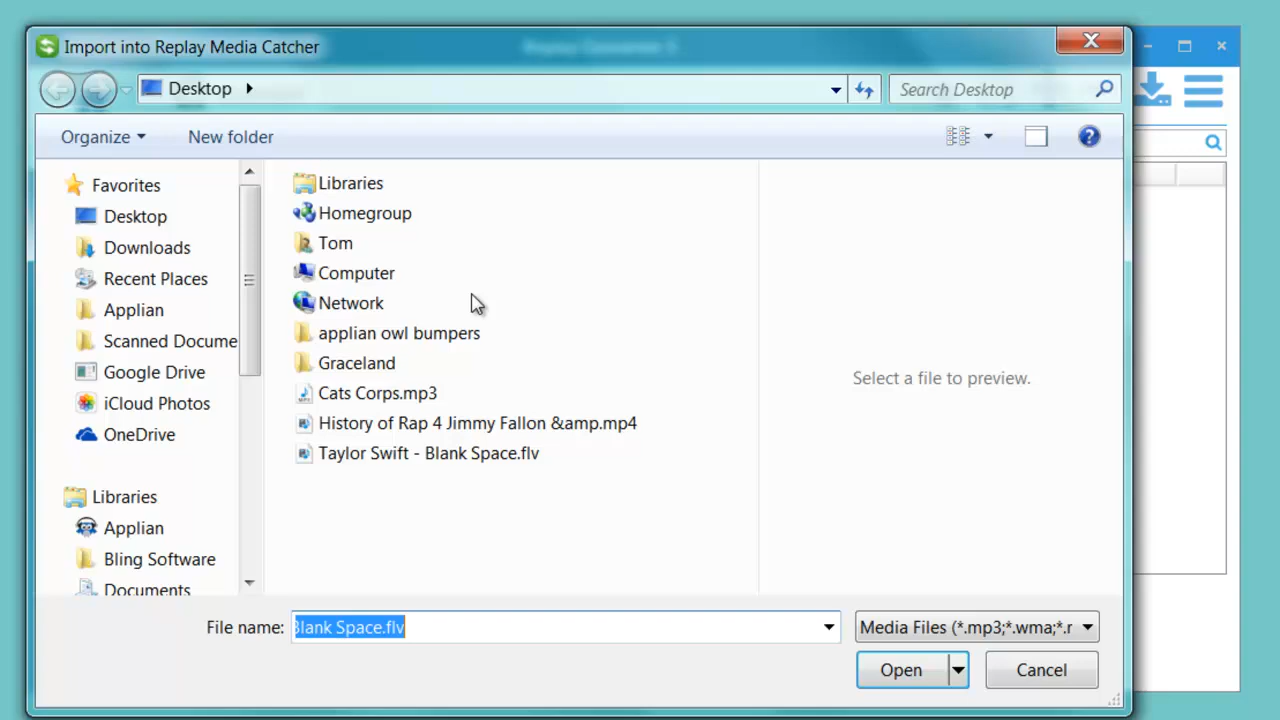 Import into Replay Media Catcher
Desktop
Search Desktop
Organize
New folder
Favorites
Desktop
Downloads
Recent Places
Applian
Scanned Docume
Google Drive
iCloud Photos
OneDrive
Libraries
Applian
Bling Software
Documents
Libraries
Homegroup
Tom
Computer
Network
applian owl bumpers
Graceland
Cats Corps.mp3
History of Rap 4 Jimmy Fallon &amp.mp4
Taylor Swift - Blank Space.flv
Select a file to preview.
File name:
Blank Space.flv
Media Files (*.mp3;*.wma;*.r
Open
Cancel